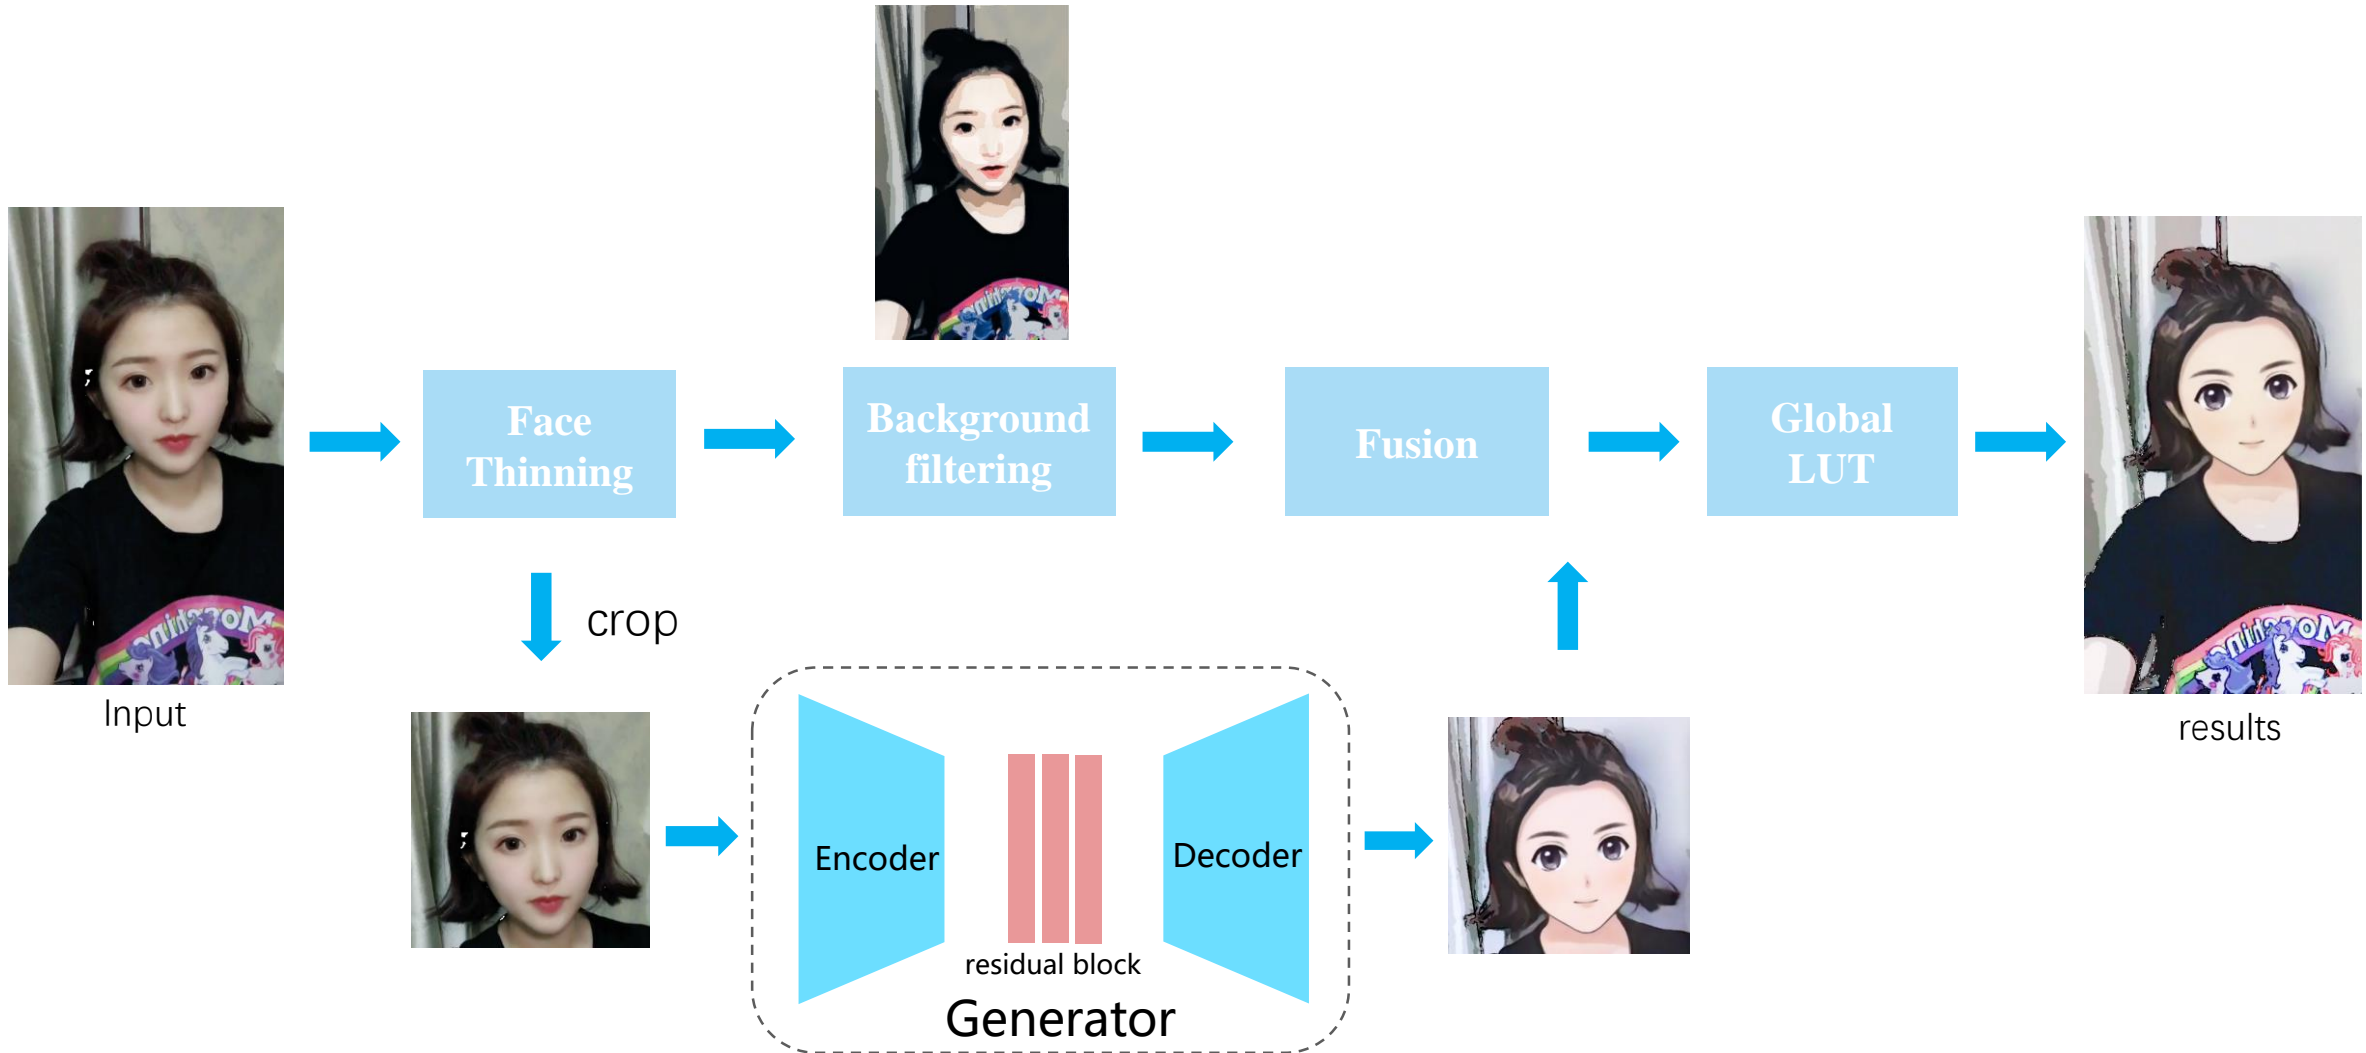 Input
Face
Thinning
Background
filtering
Fusion
Global
LUT
results
crop
Encoder
residual block
Decoder
Generator